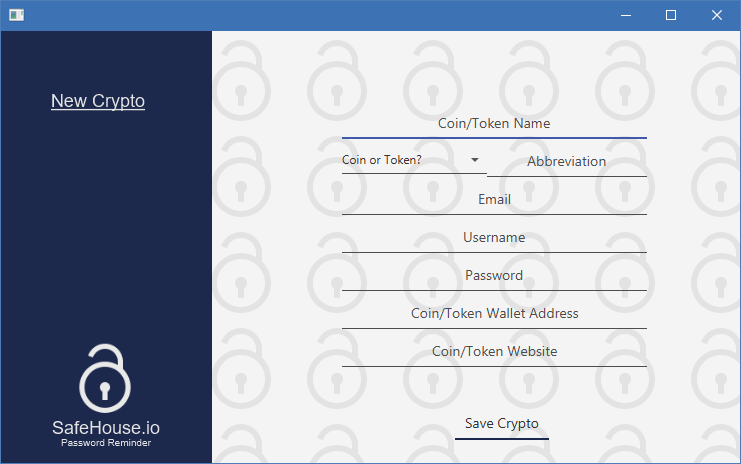 New Crypto
Coin/Token Name
Coin or Token?
Abbreviation
Email
Username
Password
Coin/Token Wallet Address
Coin/Token Website
Save Crypto
SafeHouse.io
Password Reminder